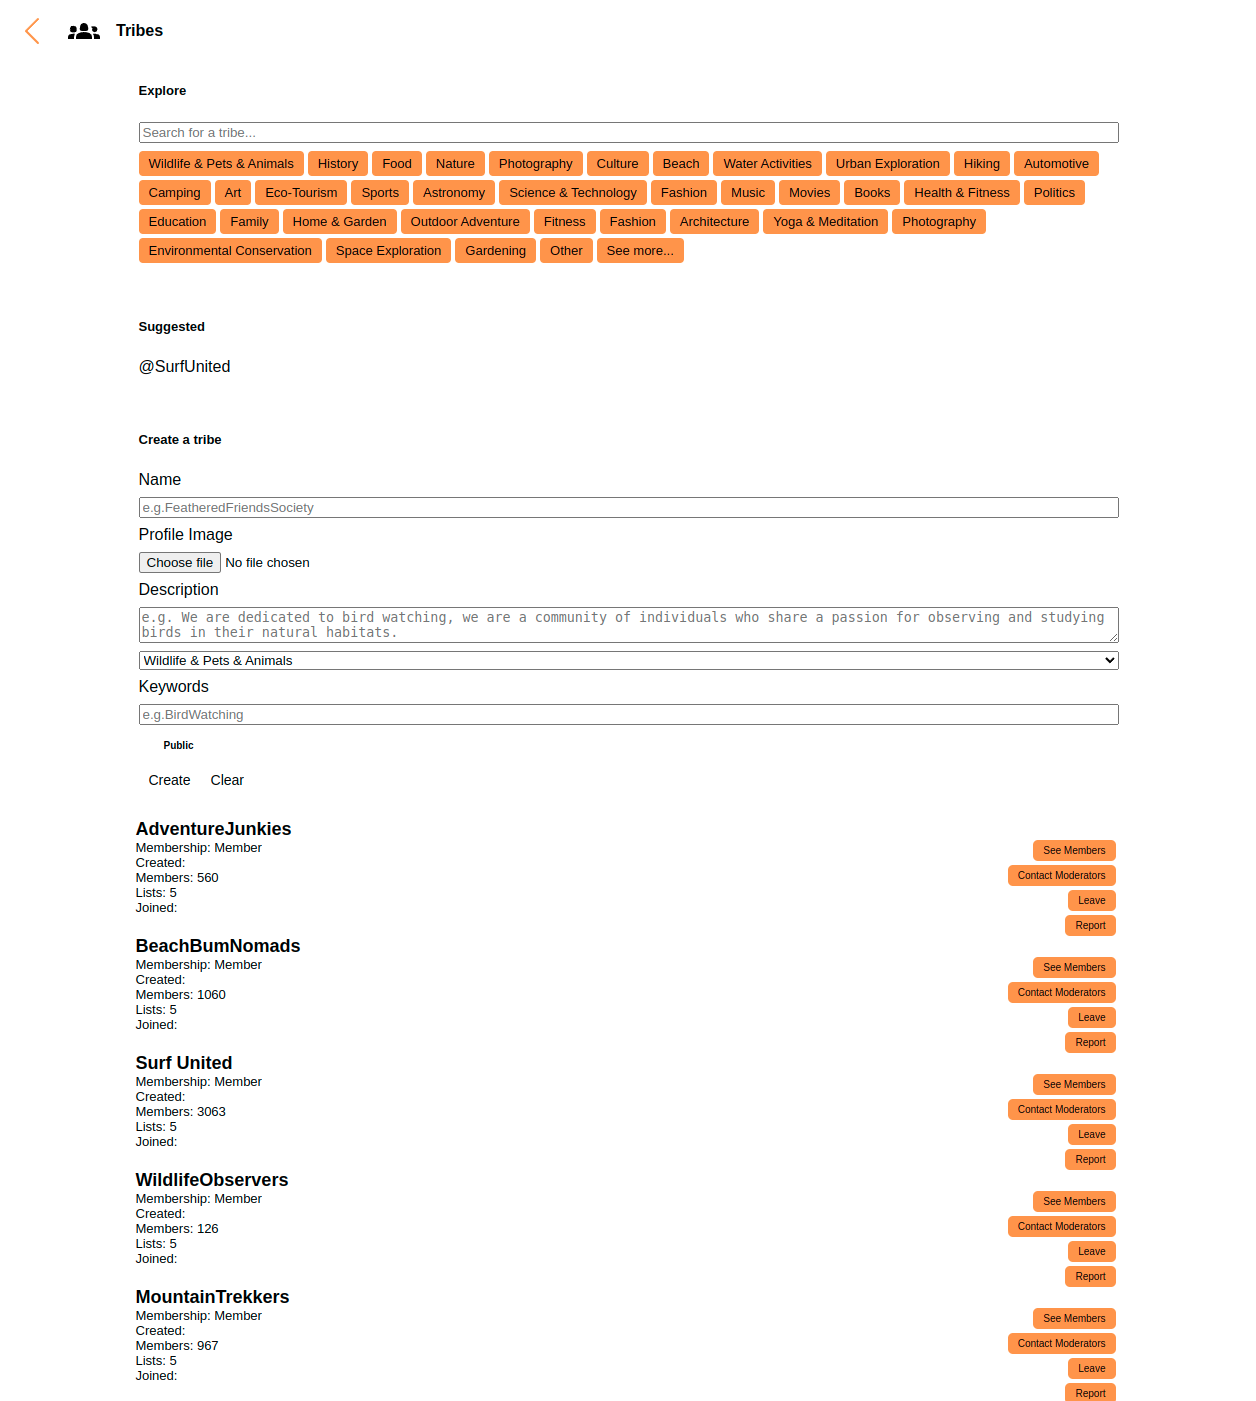 Tribes
Explore
Search for a tribe...
Wildlife & Pets & Animals History Food Nature Photography Culture Beach Water Activities Urban Exploration Hiking Automotive
Camping Art Eco-Tourism Sports Astronomy Science & Technology Fashion Music Movies Books Health & Fitness Politics
Education Family Home & Garden Outdoor Adventure Fitness Fashion Architecture Yoga & Meditation Photography
Environmental Conservation Space Exploration Gardening Other See more...
Suggested
@SurfUnited
Create a tribe
Name
e.g.FeatheredFriendsSociety
Profile Image
Choose file No file chosen
Description
e.g. We are dedicated to bird watching, we are a community of individuals who share a passion for observing and studying
birds in their natural habitats.
Wildlife & Pets & Animals
Keywords
e.g.BirdWatching
Public
Create Clear
AdventureJunkies
Membership: Member
Created:
Members: 560
Lists: 5
Joined:
See Members
Contact Moderators
Leave
Report
BeachBumNomads
Membership: Member
Created:
Members: 1060
Lists: 5
Joined:
See Members
Contact Moderators
Leave
Report
Surf United
Membership: Member
Created:
Members: 3063
Lists: 5
Joined:
See Members
Contact Moderators
Leave
Report
WildlifeObservers
Membership: Member
Created:
Members: 126
Lists: 5
Joined:
See Members
Contact Moderators
Leave
Report
MountainTrekkers
Membership: Member
Created:
Members: 967
Lists: 5
Joined:
See Members
Contact Moderators
Leave
Report